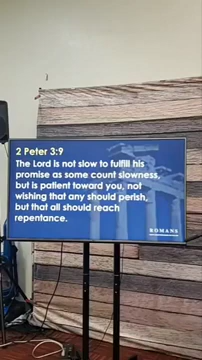 2 Peter 3:9
The Lord is not slow to fulfill his
promise as some count slowness,
but is patient toward you, not
wishing that any should perish,
but that all should reach
repentance.
ROMANS